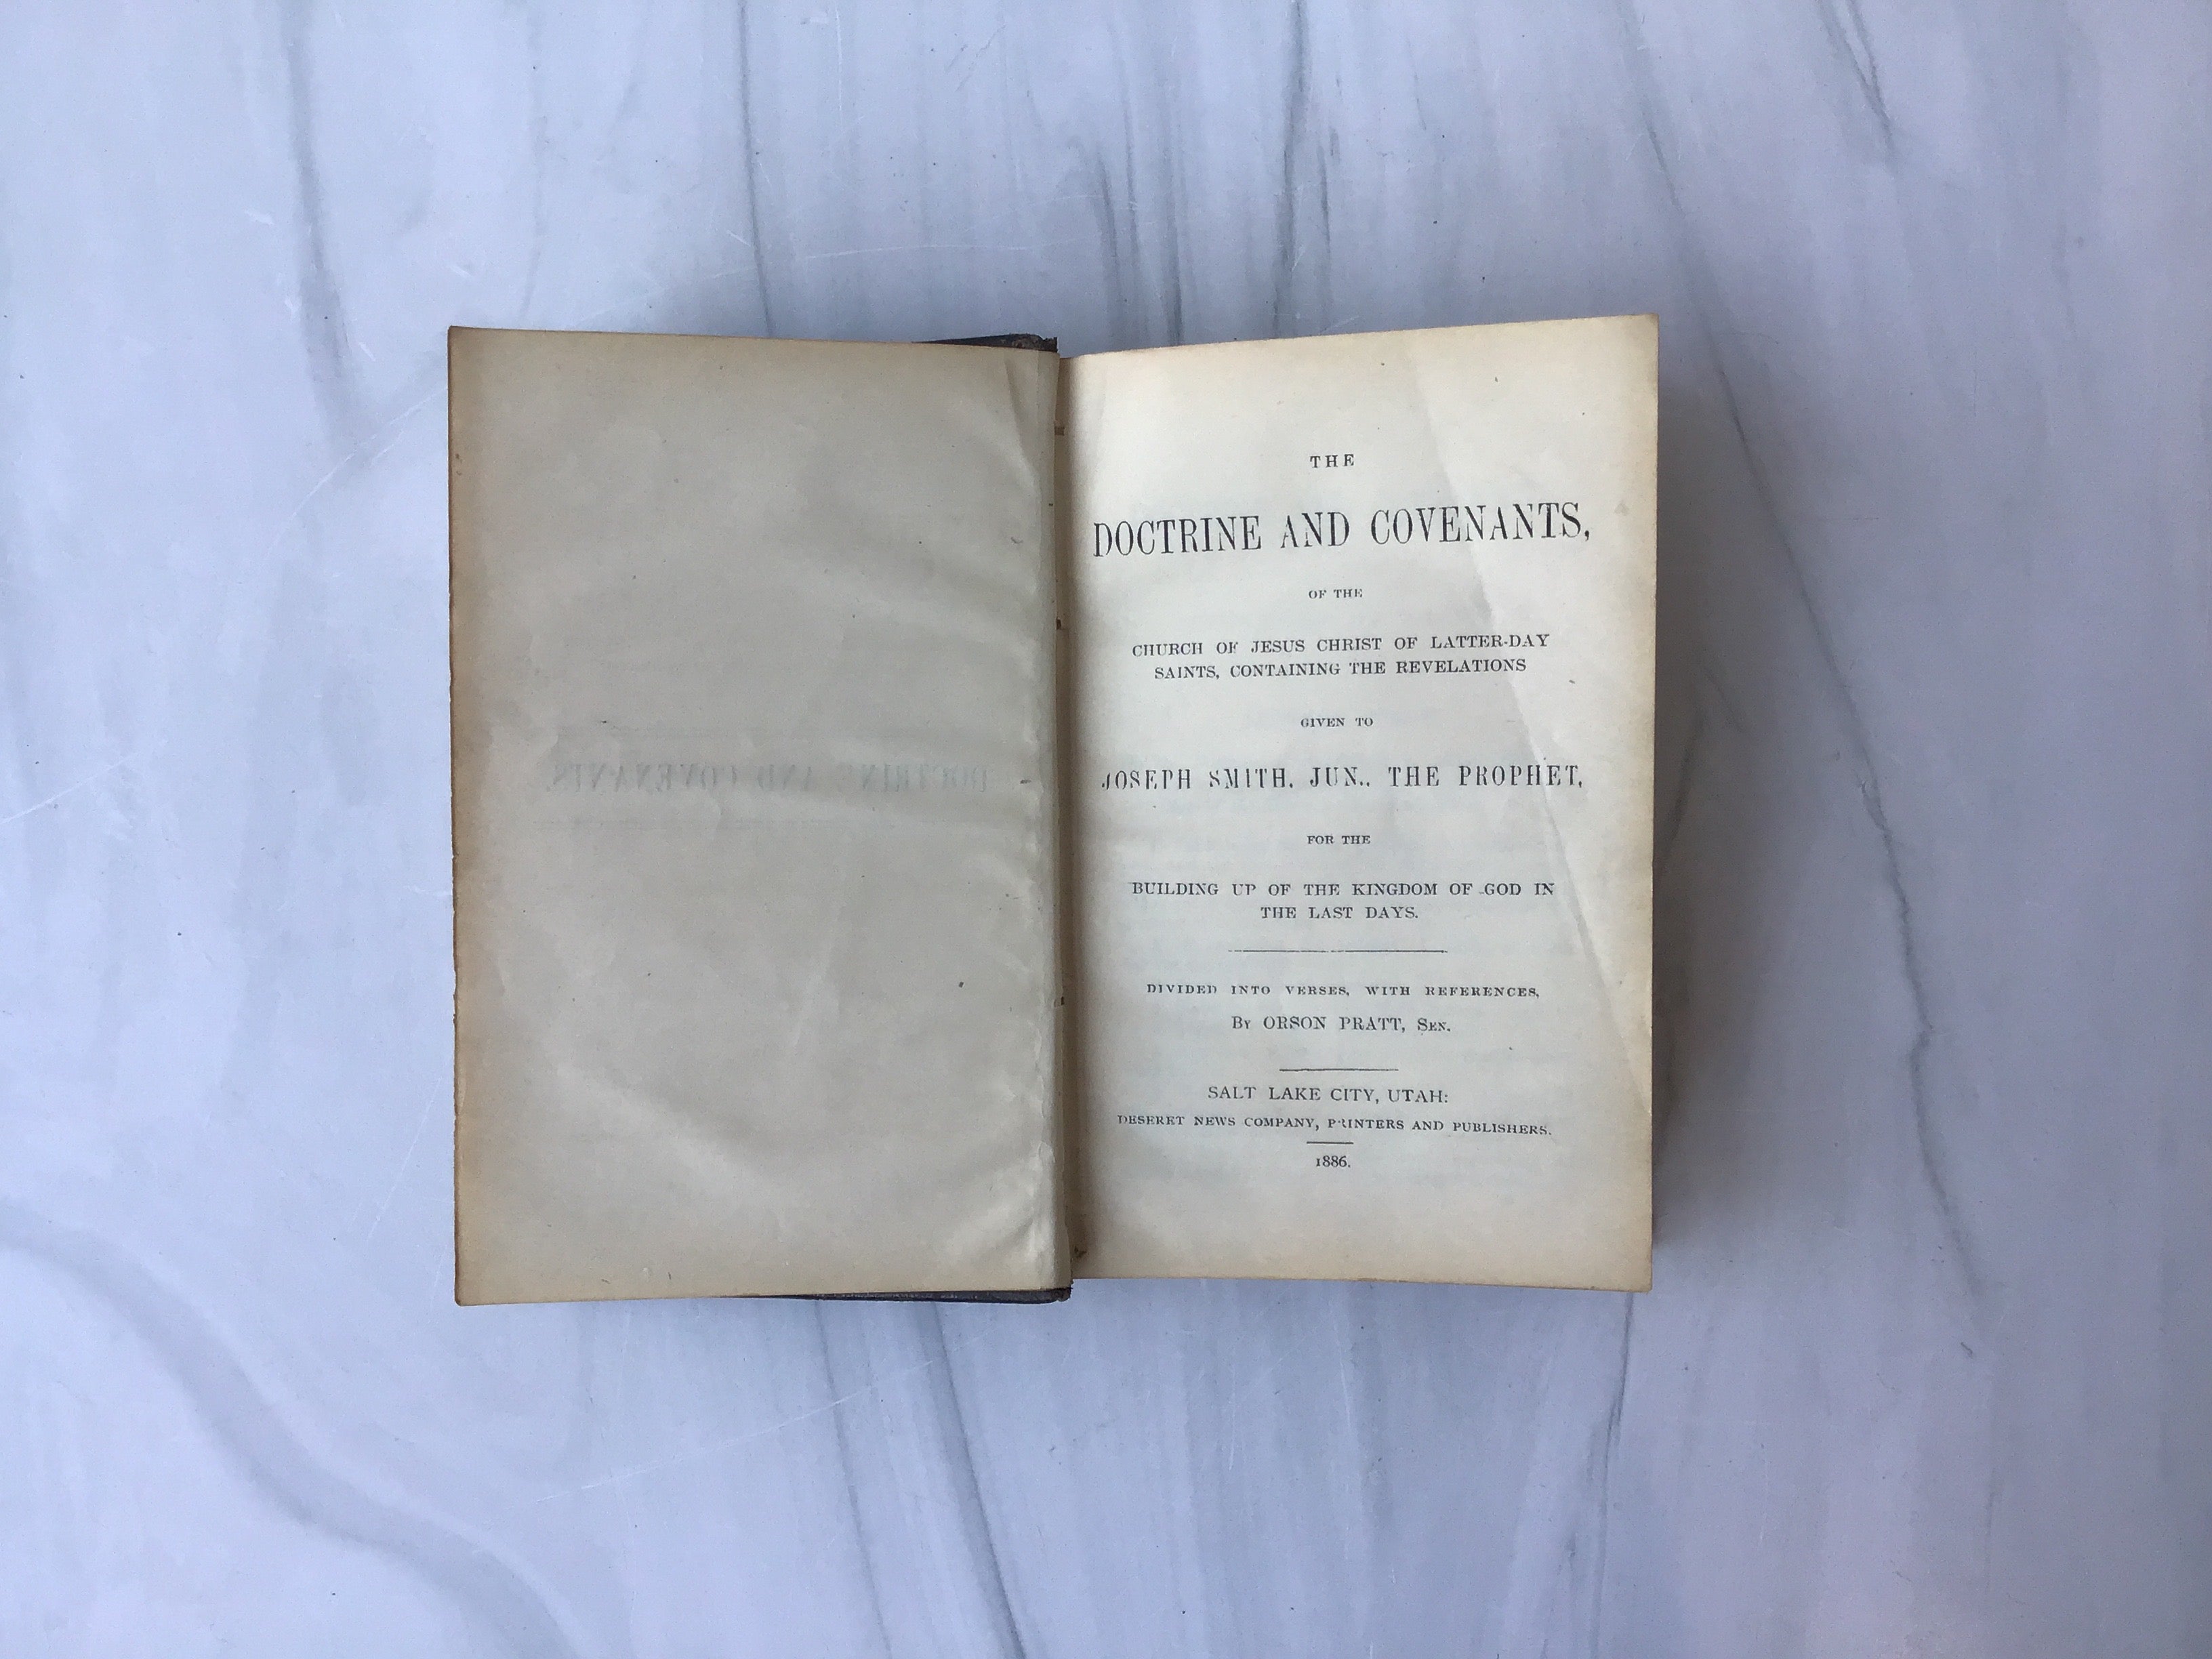 DOCTRINE AND COVENANTS.
THE
DOCTRINE AND COVENANTS,
OF THE
CHURCH OF JESUS CHRIST OF LATTER-DAY
SAINTS, CONTAINING THE REVELATIONS
GIVEN TO
JOSEPH SMITH, JUN., THE PROPHET,
FOR THE
BUILDING UP OF THE KINGDOM OF GOD IN
THE LAST DAYS.
DIVIDED INTO VERSES, WITH REFERENCES,
By ORSON PRATT, Sen.
SALT LAKE CITY, UTAH:
DESERET NEWS COMPANY, PRINTERS AND PUBLISHERS.
1886.